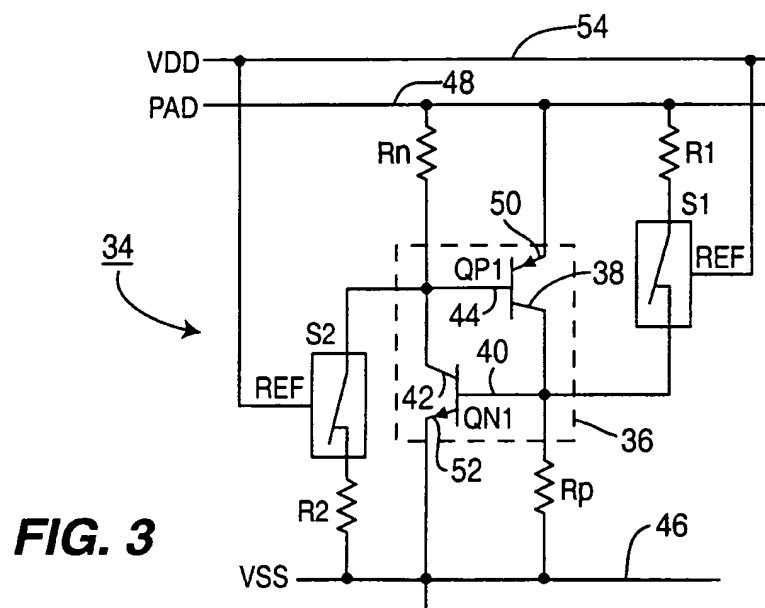 54
VDD
48
PAD
Rn
R1
50
S1
34
QP1
38
REF
44
S2
40
REF
42
QN1
36
52
R2
Rp
FIG. 3
46
VSS